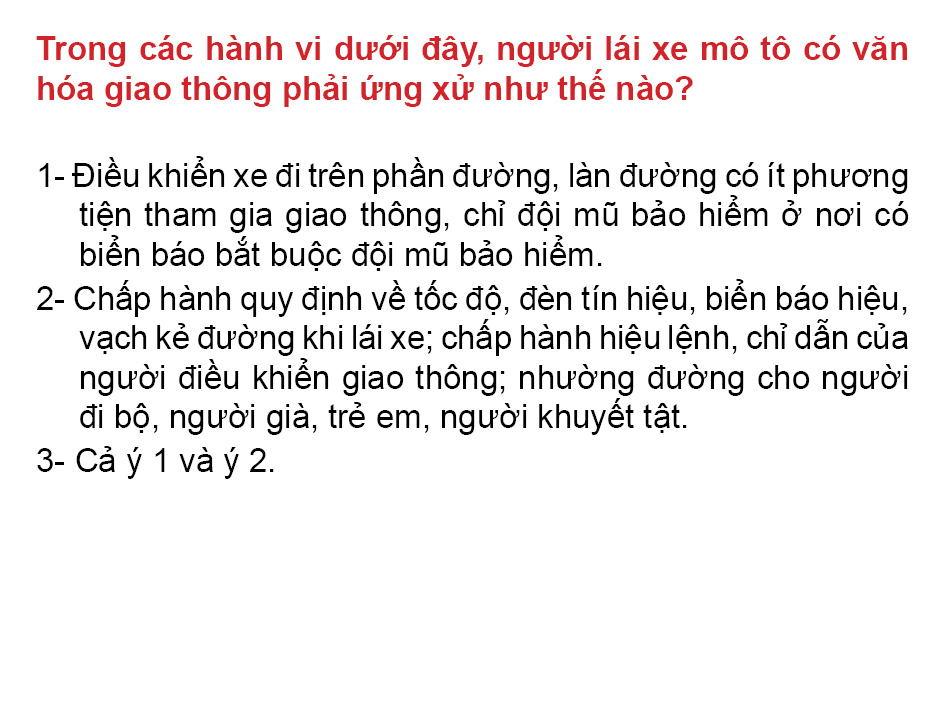 Trong các hành vi dưới đây, người lái xe mô tô có văn
hóa giao thông phải ứng xử như thế nào?
1- Điều khiển xe đi trên phần đường, làn đường có ít phương
tiện tham gia giao thông, chỉ đội mũ bảo hiểm ở nơi có
biển báo bắt buộc đội mũ bảo hiểm.
2- Chấp hành quy định về tốc độ, đèn tín hiệu, biển báo hiệu,
vạch kẻ đường khi lái xe; chấp hành hiệu lệnh, chỉ dẫn của
người điều khiển giao thông; nhường đường cho người
đi bộ, người già, trẻ em, người khuyết tật.
3- Cả ý 1 và ý 2.